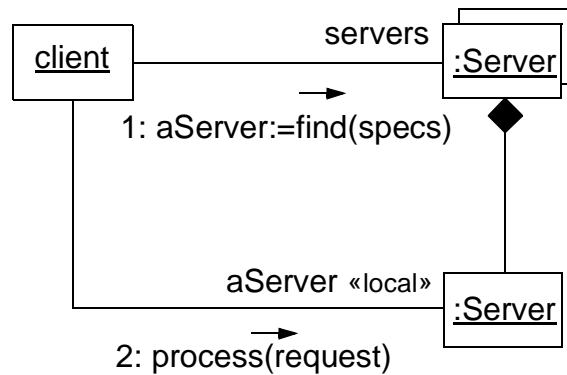 servers
client
:Server
1: aServer:=find(specs)
aServer «local»
:Server
2: process(request)